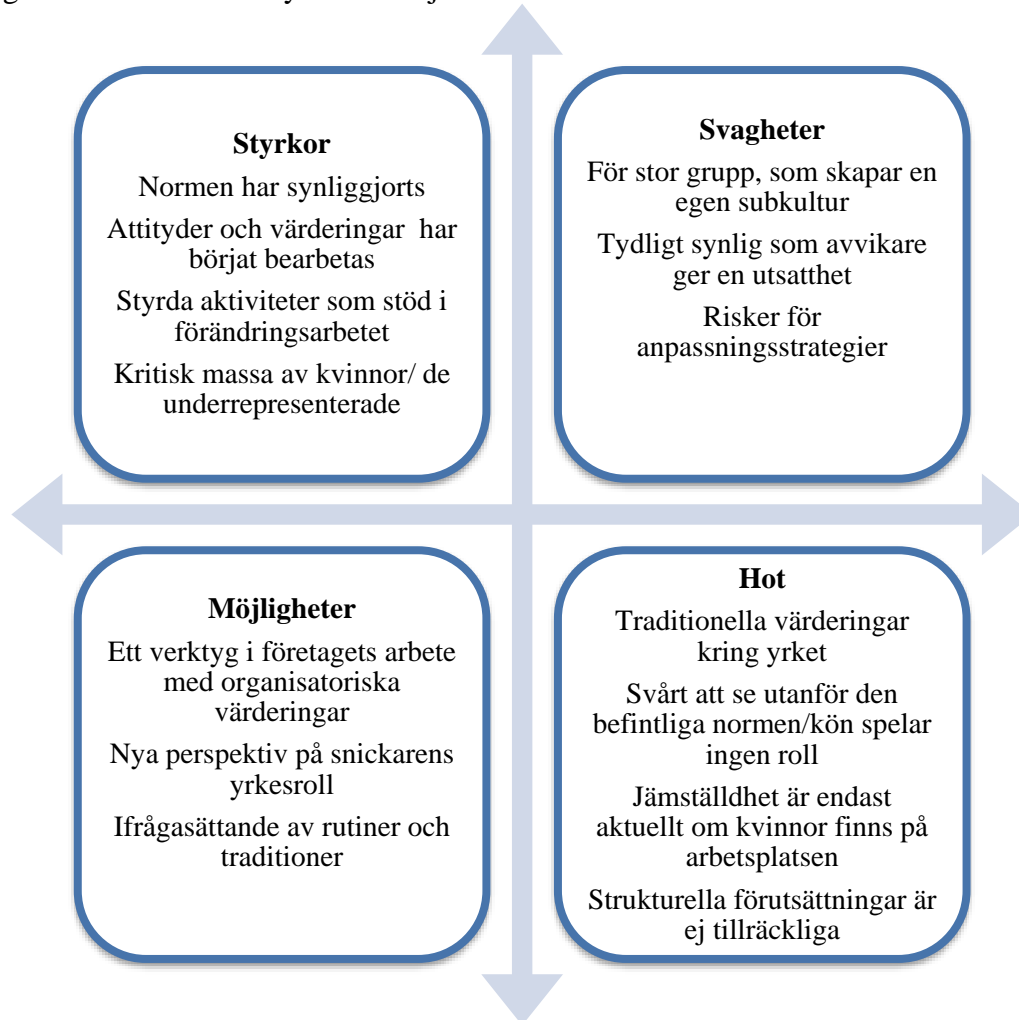 Styrkor
Normen har synliggjorts
Attityder och värderingar har
börjat bearbetas
Styrda aktiviteter som stöd i
förändringsarbetet
Kritisk massa av kvinnor/ de
underrepresenterade
Svagheter
För stor grupp, som skapar en
egen subkultur
Tydligt synlig som avvikare
ger en utsatthet
Risker för
anpassningsstrategier
Möjligheter
Ett verktyg i företagets arbete
med organisatoriska
värderingar
Nya perspektiv på snickarens
yrkesroll
Ifrågasättande av rutiner och
traditioner
Hot
Traditionella värderingar
kring yrket
Svårt att se utanför den
befintliga normen/kön spelar
ingen roll
Jämställdhet är endast
aktuellt om kvinnor finns på
arbetsplatsen
Strukturella förutsättningar är
ej tillräckliga